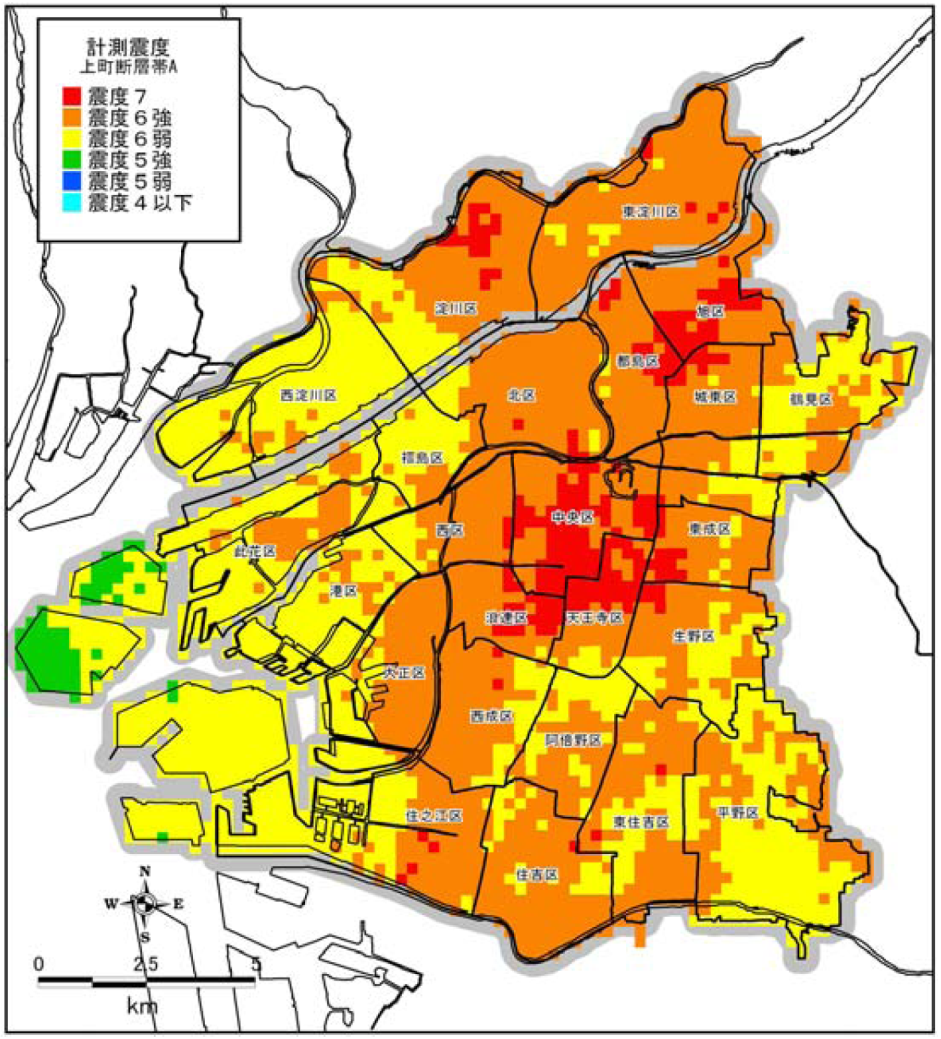 計測震度
上町断層帯A
震度7
震度6強
震度6弱
震度5強
震度5弱
震度4以下
東淀川区
淀川区
旭区
都島区
西淀川区
北区
城東区
鶴見区
福島区
中央区
西区
東成区
此花区
港区
浪速区
天王寺区
生野区
大正区
西成区
阿倍野区
住之江区
東住吉区
平野区
住吉区
N
W
E
S
0
2.5
5
km